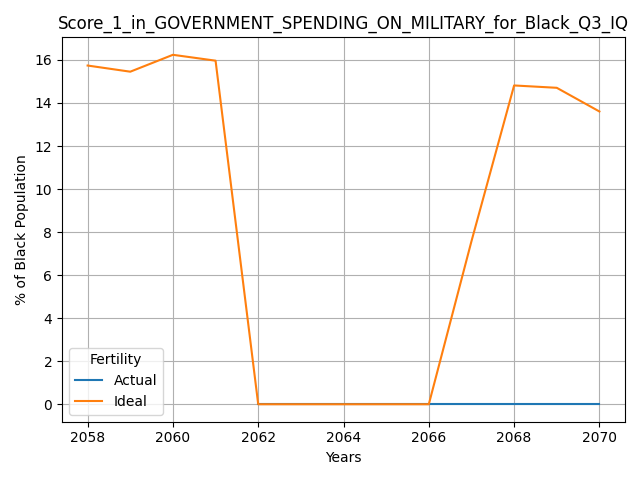 Score_1_in_GOVERNMENT_SPENDING_ON_MILITARY_for_Black_Q3_IQ
% of Black Population
16
14
12
10
8
6
4
2
0
Fertility
Actual
Ideal
2058 2060 2062 2064 2066 2068 2070
Years